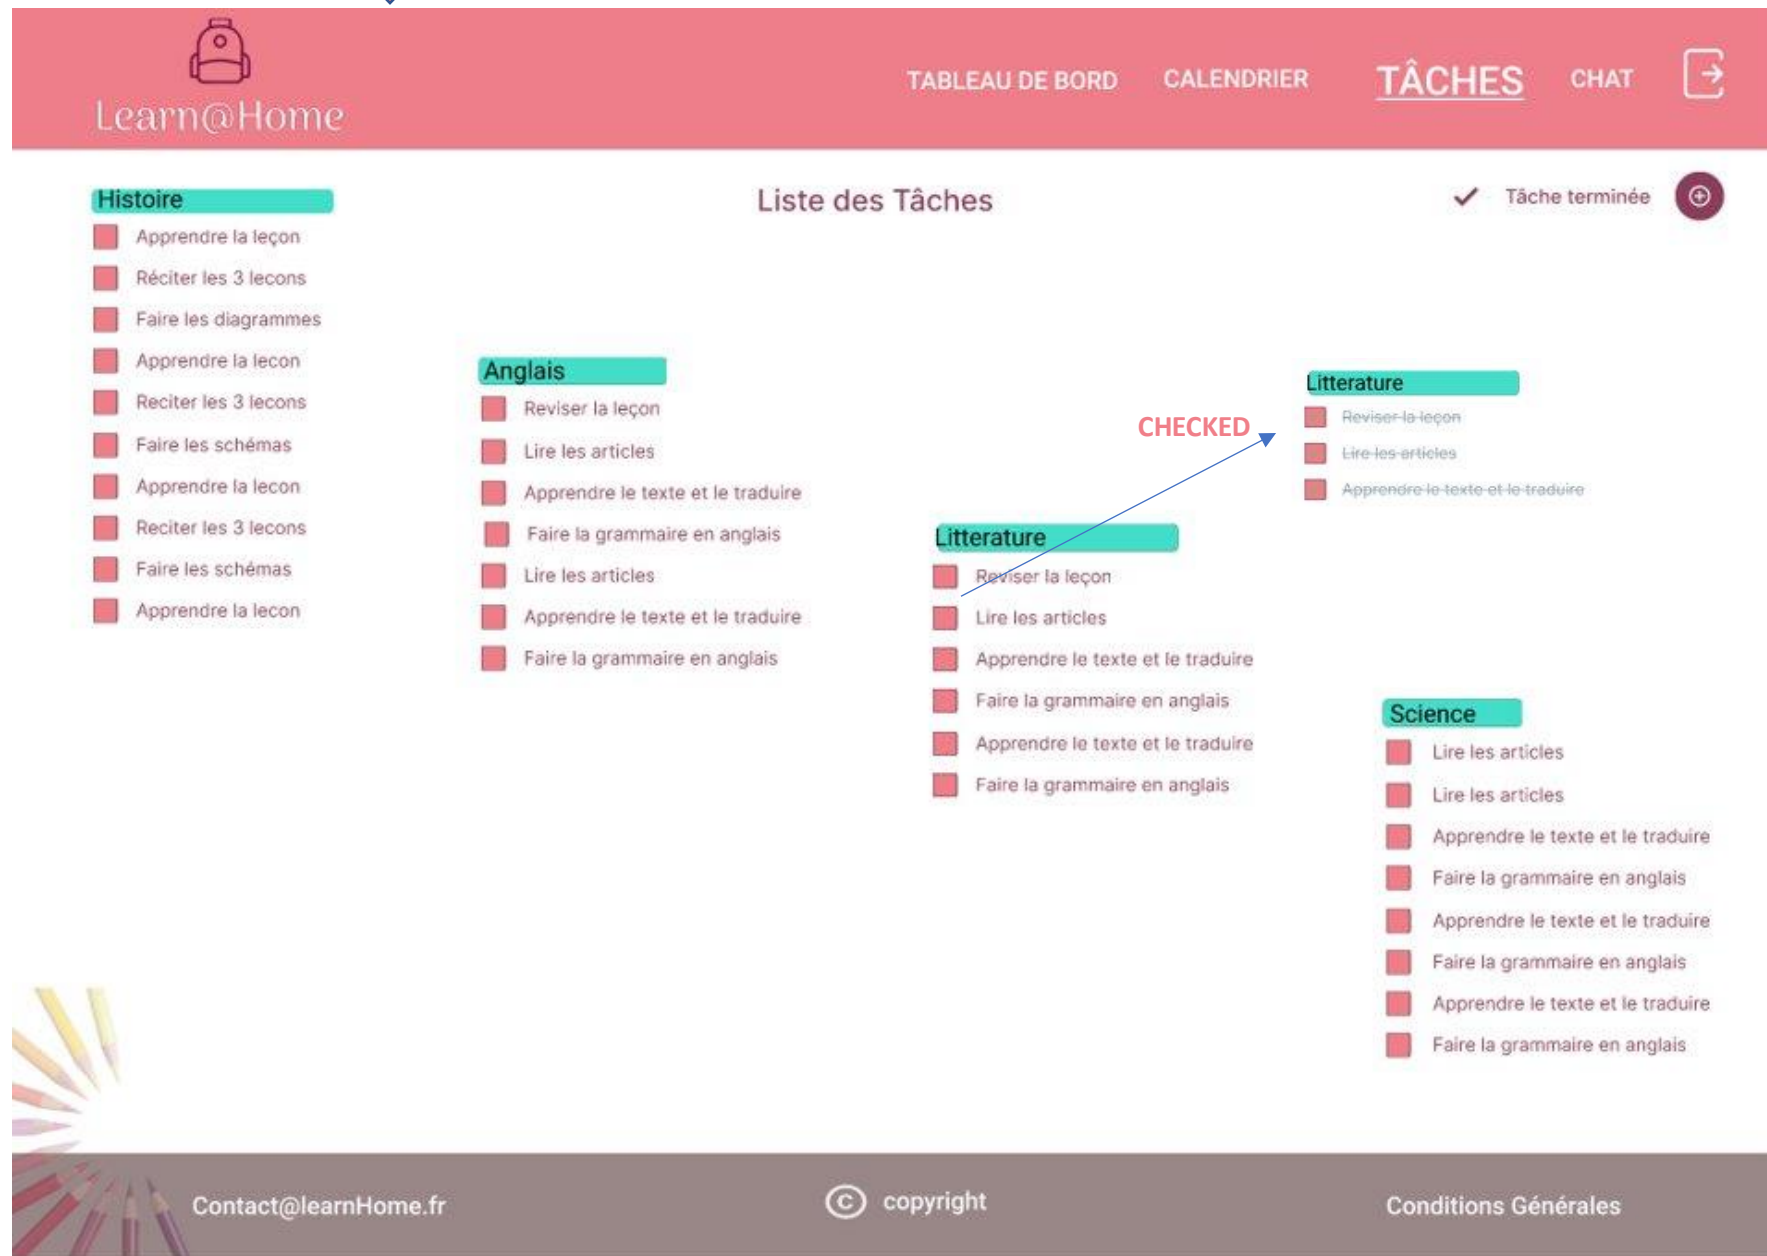 Learn@Home
TABLEAU DE BORD
CALENDRIER
TÂCHES
CHAT
Liste des Tâches
Tâche terminée
Histoire
Apprendre la leçon
Réciter les 3 lecons
Faire les diagrammes
Apprendre la lecon
Reciter les 3 lecons
Faire les schémas
Apprendre la lecon
Reciter les 3 lecons
Faire les schémas
Apprendre la lecon
Anglais
Reviser la leçon
Lire les articles
Apprendre le texte et le traduire
Faire la grammaire en anglais
Lire les articles
Apprendre le texte et le traduire
Faire la grammaire en anglais
CHECKED
Litterature
Reviser la leçon
Lire les articles
Apprendre le texte et le traduire
Litterature
Reviser la leçon
Lire les articles
Apprendre le texte et le traduire
Faire la grammaire en anglais
Apprendre le texte et le traduire
Faire la grammaire en anglais
Science
Lire les articles
Lire les articles
Apprendre le texte et le traduire
Faire la grammaire en anglais
Apprendre le texte et le traduire
Faire la grammaire en anglais
Apprendre le texte et le traduire
Faire la grammaire en anglais
Contact@learnHome.fr
© copyright
Conditions Générales